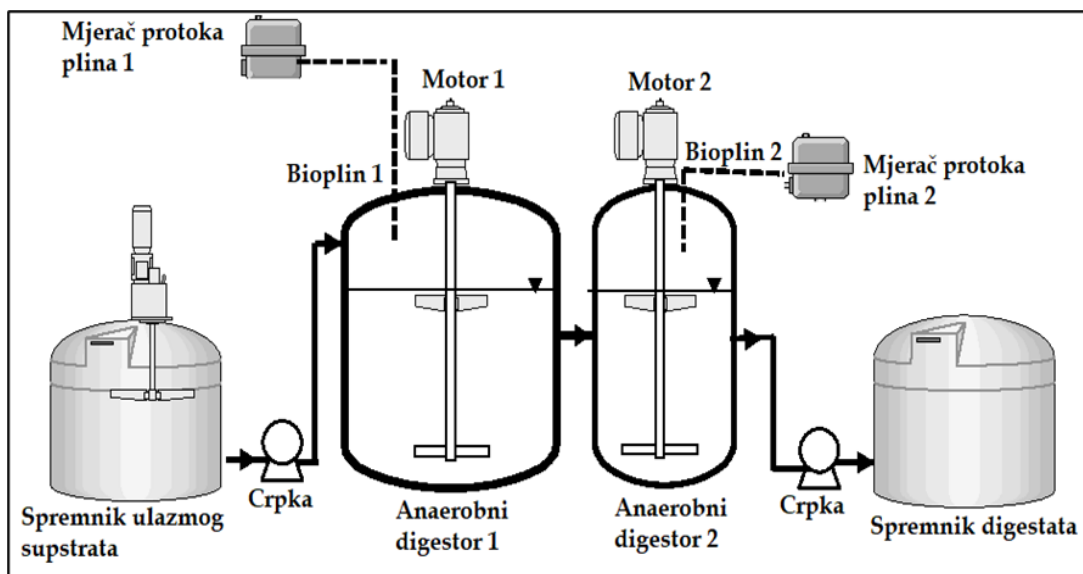 Mjerač protoka
plina 1
Motor 1
Motor 2
Bioplin 1
Bioplin 2
Mjerač protoka
plina 2
Crpka
Spremnik ulazmog
supstrata
Anaerobni
digestor 1
Anaerobni
digestor 2
Crpka
Spremnik digestata